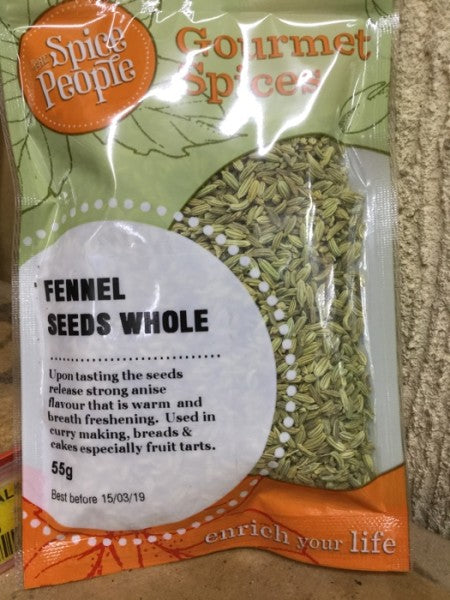 THE
Spice
People
Gourmet
Spices
FENNEL
SEEDS WHOLE
Upon tasting the seeds
release strong anise
flavour that is warm and
breath freshening. Used in
curry making, breads &
cakes especially fruit tarts.
55g
Best before 15/03/19
AL
enrich your life